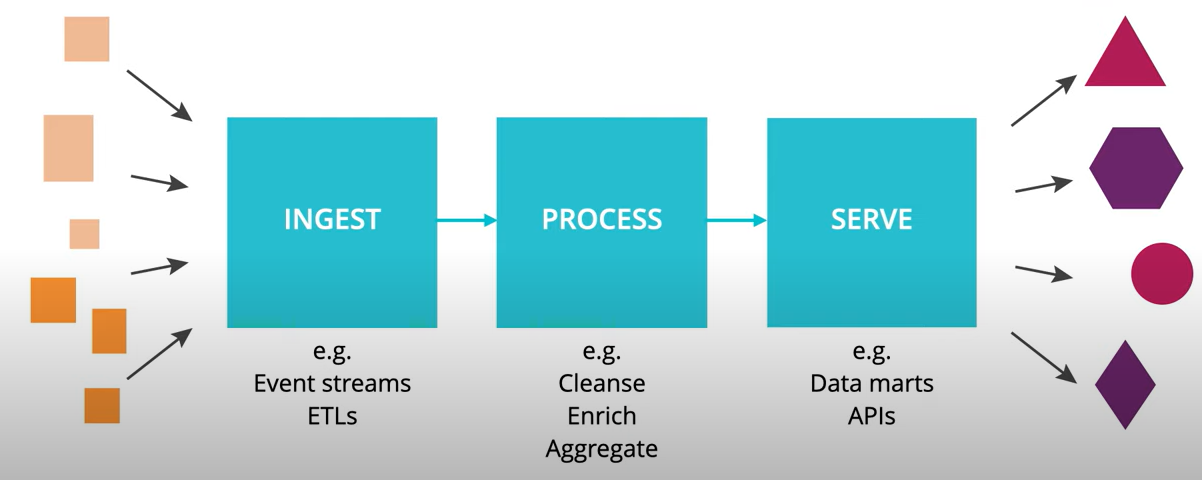 INGEST
PROCESS
SERVE
e.g.
Event streams
ETLs
e.g.
Cleanse
Enrich
Aggregate
e.g.
Data marts
APIs